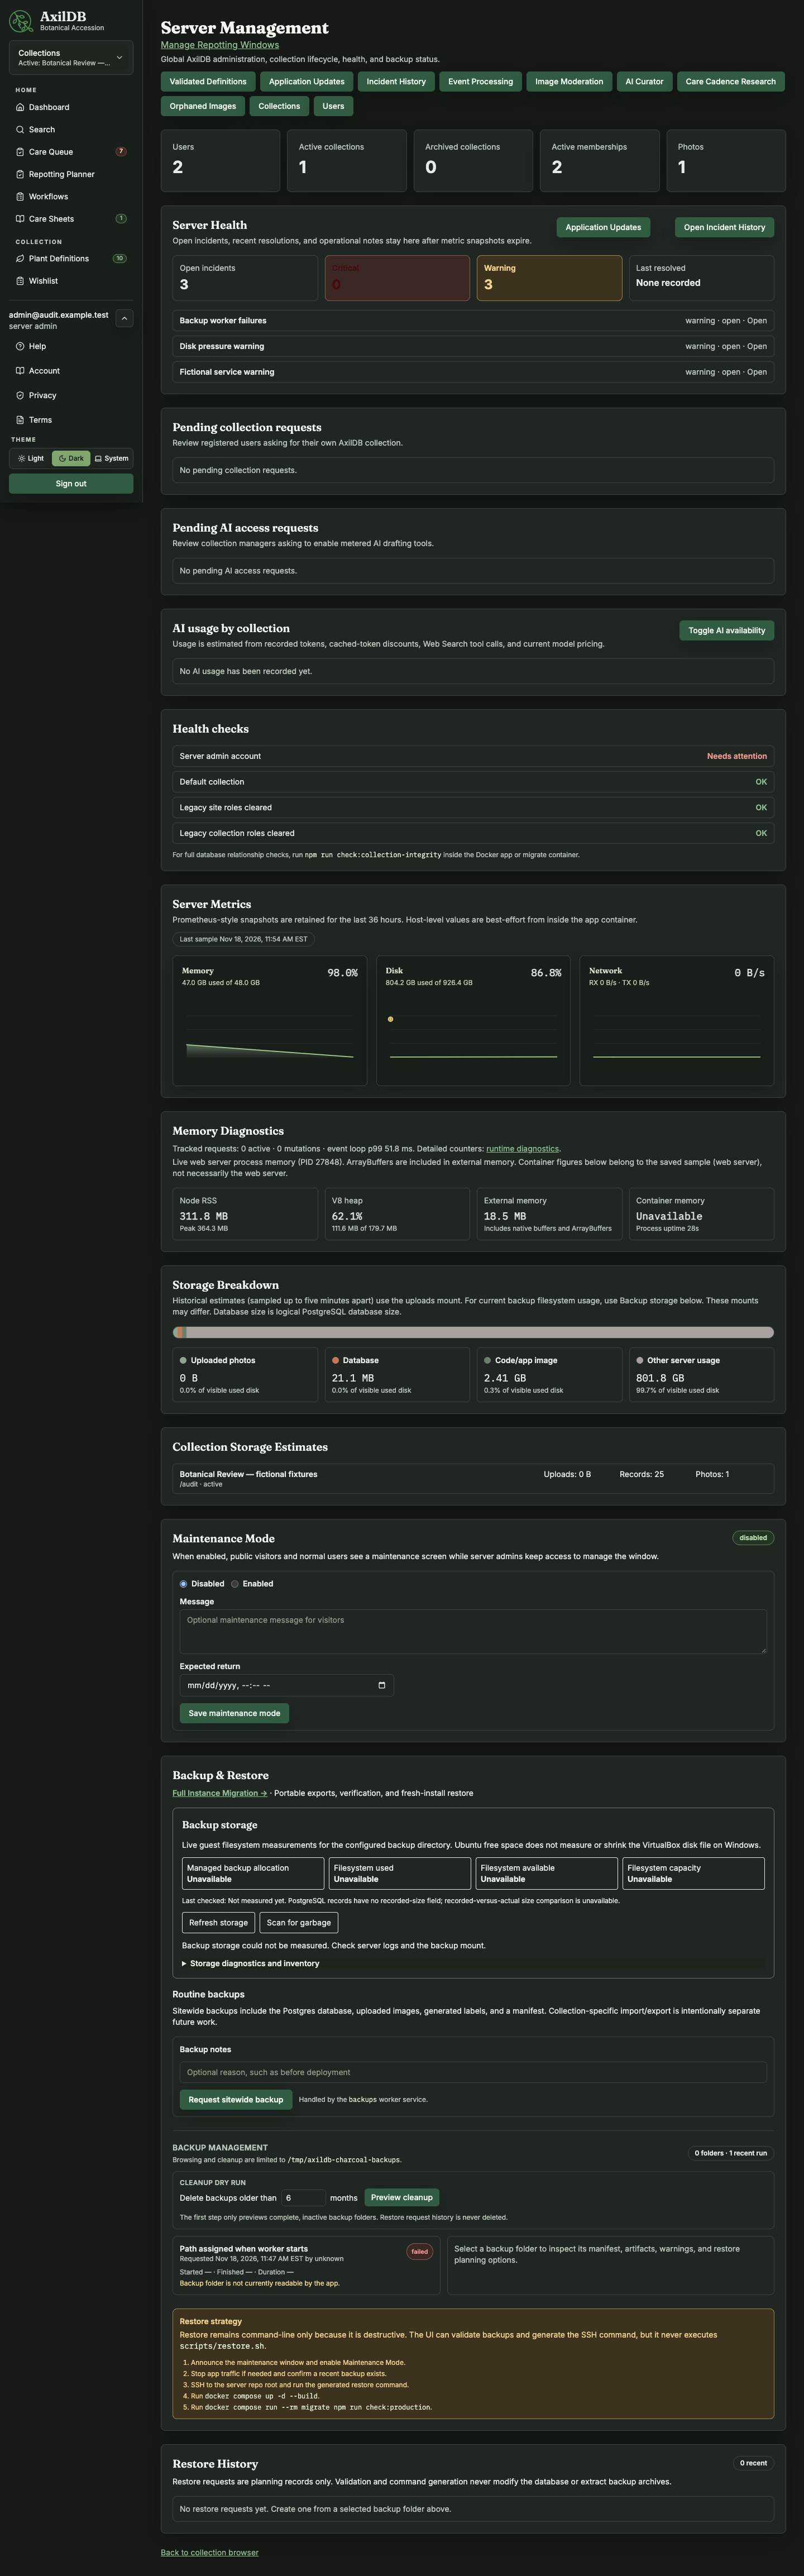 AxilDB
Botanical Accession
Collections
Active: Botanical Review —...
HOME
Dashboard
Search
Care Queue 7
Repotting Planner
Workflows
Care Sheets 1
COLLECTION
Plant Definitions 10
Wishlist
admin@audit.example.test
server admin
Help
Account
Privacy
Terms
THEME
Light Dark System
Sign out
Server Management
Manage Repotting Windows
Global AxilDB administration, collection lifecycle, health, and backup status.
Validated Definitions Application Updates Incident History Event Processing Image Moderation AI Curator Care Cadence Research
Orphaned Images Collections Users
Users Active collections Archived collections Active memberships Photos
2 1 0 2 1
Server Health
Application Updates Open Incident History
Open incidents, recent resolutions, and operational notes stay here after metric snapshots expire.
Open incidents Critical Warning Last resolved
3 0 3 None recorded
Backup worker failures warning · open · Open
Disk pressure warning warning · open · Open
Fictional service warning warning · open · Open
Pending collection requests
Review registered users asking for their own AxilDB collection.
No pending collection requests.
Pending AI access requests
Review collection managers asking to enable metered AI drafting tools.
No pending AI access requests.
AI usage by collection
Toggle AI availability
Usage is estimated from recorded tokens, cached-token discounts, Web Search tool calls, and current model pricing.
No AI usage has been recorded yet.
Health checks
Server admin account Needs attention
Default collection OK
Legacy site roles cleared OK
Legacy collection roles cleared OK
For full database relationship checks, run npm run check:collection-integrity inside the Docker app or migrate container.
Server Metrics
Prometheus-style snapshots are retained for the last 36 hours. Host-level values are best-effort from inside the app container.
Last sample Nov 18, 2026, 11:54 AM EST
Memory 98.0% Disk 86.8% Network 0 B/s
47.0 GB used of 48.0 GB 804.2 GB used of 926.4 GB RX 0 B/s · TX 0 B/s
Memory Diagnostics
Tracked requests: 0 active · 0 mutations · event loop p99 51.8 ms. Detailed counters: runtime diagnostics.
Live web server process memory (PID 27848). ArrayBuffers are included in external memory. Container figures below belong to the saved sample (web server),
not necessarily the web server.
Node RSS V8 heap External memory Container memory
311.8 MB 62.1% 18.5 MB Unavailable
Peak 364.3 MB 111.6 MB of 179.7 MB Includes native buffers and ArrayBuffers Process uptime 28s
Storage Breakdown
Historical estimates (sampled up to five minutes apart) use the uploads mount. For current backup filesystem usage, use Backup storage below. These mounts
may differ. Database size is logical PostgreSQL database size.
Uploaded photos Database Code/app image Other server usage
0 B 21.1 MB 2.41 GB 801.8 GB
0.0% of visible used disk 0.0% of visible used disk 0.3% of visible used disk 99.7% of visible used disk
Collection Storage Estimates
Botanical Review — fictional fixtures Uploads: 0 B Records: 25 Photos: 1
/audit · active
Maintenance Mode disabled
When enabled, public visitors and normal users see a maintenance screen while server admins keep access to manage the window.
Disabled Enabled
Message
Optional maintenance message for visitors
Expected return
mm/dd/yyyy, --:-- --
Save maintenance mode
Backup & Restore
Full Instance Migration → · Portable exports, verification, and fresh-install restore
Backup storage
Live guest filesystem measurements for the configured backup directory. Ubuntu free space does not measure or shrink the VirtualBox disk file on Windows.
Managed backup allocation Filesystem used Filesystem available Filesystem capacity
Unavailable Unavailable Unavailable Unavailable
Last checked: Not measured yet. PostgreSQL records have no recorded-size field; recorded-versus-actual size comparison is unavailable.
Refresh storage Scan for garbage
Backup storage could not be measured. Check server logs and the backup mount.
Storage diagnostics and inventory
Routine backups
Sitewide backups include the Postgres database, uploaded images, generated labels, and a manifest. Collection-specific import/export is intentionally separate
future work.
Backup notes
Optional reason, such as before deployment
Request sitewide backup Handled by the backups worker service.
BACKUP MANAGEMENT
Browsing and cleanup are limited to /tmp/axildb-charcoal-backups.
0 folders · 1 recent run
CLEANUP DRY RUN
Delete backups older than 6 months Preview cleanup
The first step only previews complete, inactive backup folders. Restore request history is never deleted.
Path assigned when worker starts failed
Requested Nov 18, 2026, 11:47 AM EST by unknown
Started — · Finished — · Duration —
Backup folder is not currently readable by the app.
Select a backup folder to inspect its manifest, artifacts, warnings, and restore
planning options.
Restore strategy
Restore remains command-line only because it is destructive. The UI can validate backups and generate the SSH command, but it never executes
scripts/restore.sh.
1. Announce the maintenance window and enable Maintenance Mode.
2. Stop app traffic if needed and confirm a recent backup exists.
3. SSH to the server repo root and run the generated restore command.
4. Run docker compose up -d --build.
5. Run docker compose run --rm migrate npm run check:production.
Restore History 0 recent
Restore requests are planning records only. Validation and command generation never modify the database or extract backup archives.
No restore requests yet. Create one from a selected backup folder above.
Back to collection browser